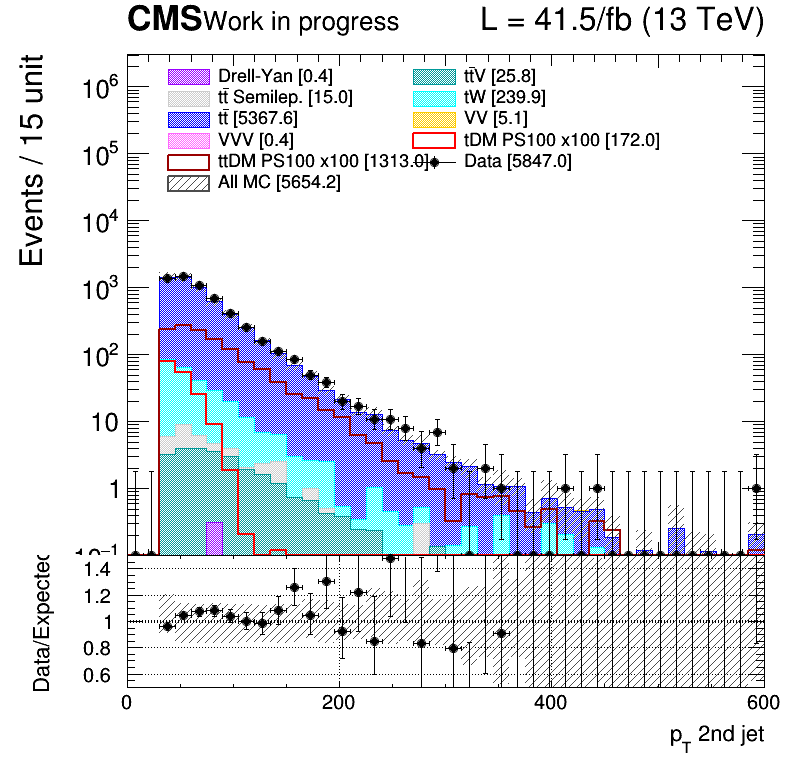 CMS Work in progress L = 41.5/fb (13 TeV)
Events / 15 unit
10⁶
10⁵
10⁴
10³
10²
10
1
10⁻¹
Drell-Yan [0.4]
tt̄V [25.8]
tt̄ Semilep. [15.0]
tW [239.9]
tt̄ [5367.6]
VV [5.1]
VVV [0.4]
tDM PS100 x100 [172.0]
ttDM PS100 x100 [1313.0]
Data [5847.0]
All MC [5654.2]
Data/Expected
1.4
1.2
1
0.8
0.6
0 200 400 600
p_T 2nd jet